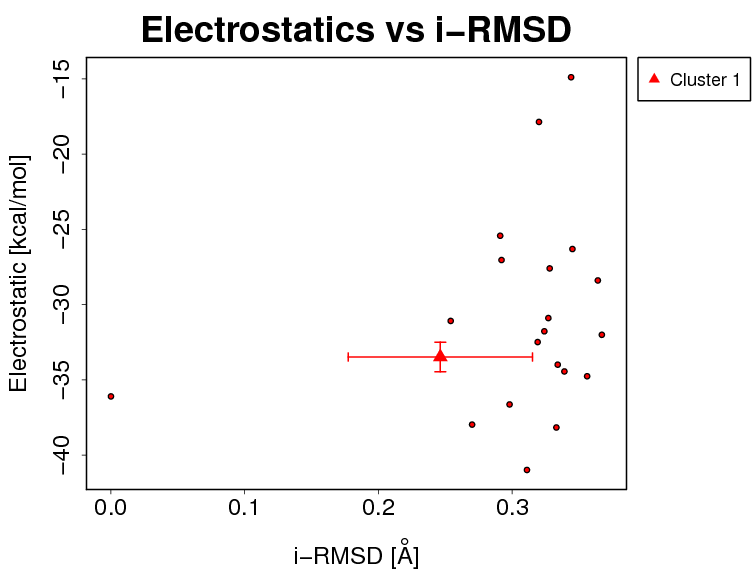 Electrostatics vs i−RMSD
Cluster 1
Electrostatic [kcal/mol]
−15
−20
−25
−30
−35
−40
0.0 0.1 0.2 0.3
i−RMSD [Å]